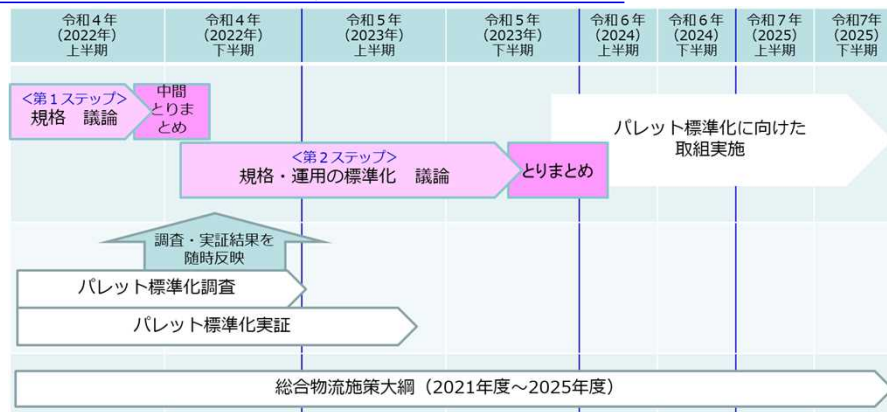 令和４年
(2022年)
上半期
令和４年
(2022年)
下半期
令和５年
(2023年)
上半期
令和５年
(2023年)
下半期
令和６年
(2024)
上半期
令和６年
(2024)
下半期
令和７年
(2025)
上半期
令和7年
(2025)
下半期
<第１ステップ>
規格　議論
中間
とりま
とめ
パレット標準化に向けた
取組実施
<第２ステップ>
規格・運用の標準化　議論
とりまとめ
調査・実証結果を
随時反映
パレット標準化調査
パレット標準化実証
総合物流施策大綱（2021年度～2025年度）